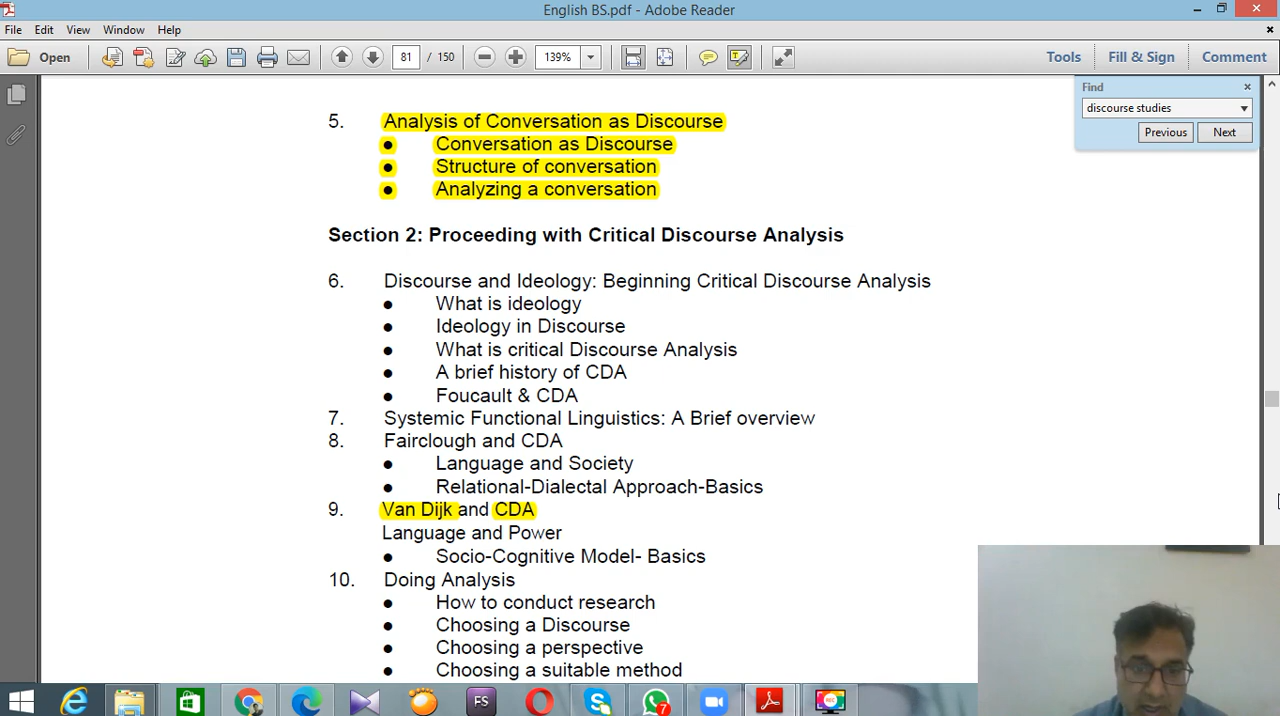 English BS.pdf - Adobe Reader
File Edit View Window Help
Open 81 / 150 139% Tools Fill & Sign Comment
Find
discourse studies
Previous Next
5. Analysis of Conversation as Discourse
● Conversation as Discourse
● Structure of conversation
● Analyzing a conversation
Section 2: Proceeding with Critical Discourse Analysis
6. Discourse and Ideology: Beginning Critical Discourse Analysis
● What is ideology
● Ideology in Discourse
● What is critical Discourse Analysis
● A brief history of CDA
● Foucault & CDA
7. Systemic Functional Linguistics: A Brief overview
8. Fairclough and CDA
● Language and Society
● Relational-Dialectal Approach-Basics
9. Van Dijk and CDA
Language and Power
● Socio-Cognitive Model- Basics
10. Doing Analysis
● How to conduct research
● Choosing a Discourse
● Choosing a perspective
● Choosing a suitable method
FS 7